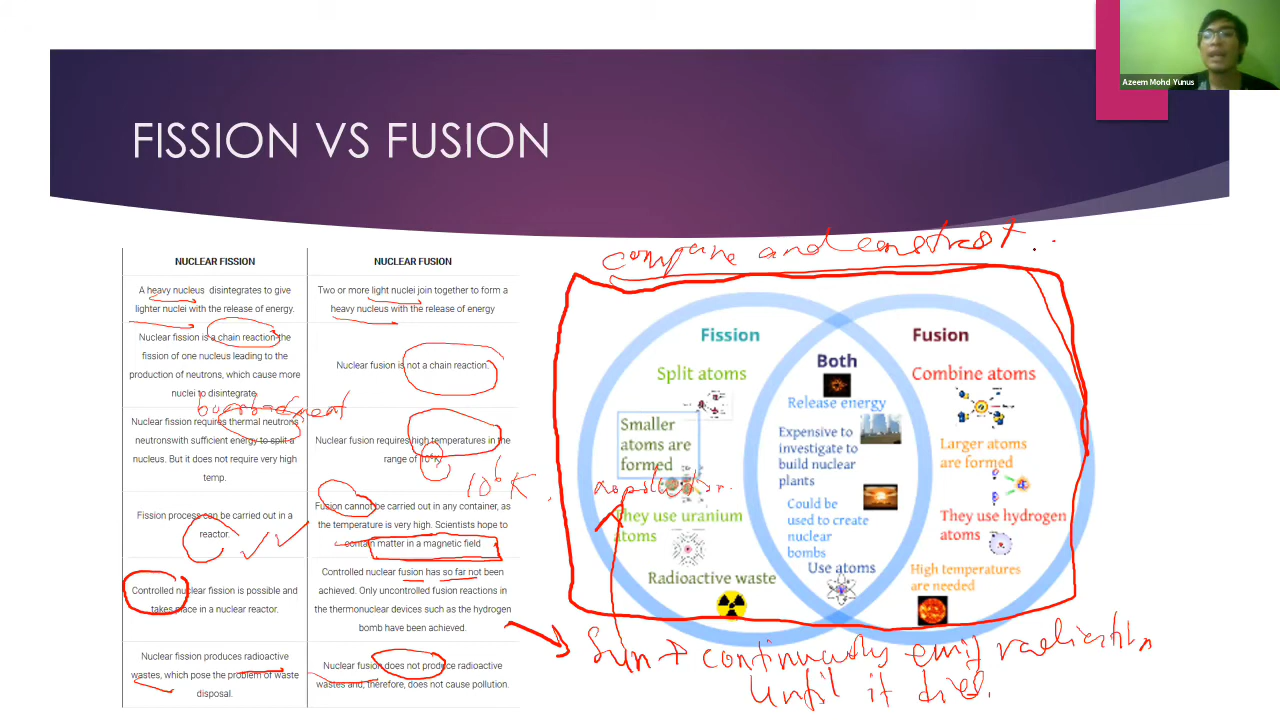 Azeem Mohd Yunus
FISSION VS FUSION
NUCLEAR FISSION
NUCLEAR FUSION
A heavy nucleus disintegrates to give
lighter nuclei with the release of energy.
Two or more light nuclei join together to form a
heavy nucleus with the release of energy
Nuclear fission is a chain reaction-the
fission of one nucleus leading to the
production of neutrons, which cause more
nuclei to disintegrate
Nuclear fusion is not a chain reaction.
bombardment
Nuclear fission requires thermal neutrons
neutronswith sufficient energy to split a
nucleus. But it does not require very high
temp.
Nuclear fusion requires high temperatures in the
range of 10⁶K.
10⁶ K.
Fission process can be carried out in a
reactor.
Fusion cannot be carried out in any container, as
the temperature is very high. Scientists hope to
contain matter in a magnetic field
Controlled nuclear fission is possible and
takes place in a nuclear reactor.
Controlled nuclear fusion has so far not been
achieved. Only uncontrolled fusion reactions in
the thermonuclear devices such as the hydrogen
bomb have been achieved.
Nuclear fission produces radioactive
wastes, which pose the problem of waste
disposal.
Nuclear fusion does not produce radioactive
wastes and, therefore, does not cause pollution.
compare and constrast ..
Fission
Split atoms
Smaller
atoms are
formed
They use uranium
atoms
Radioactive waste
Both
Release energy
Expensive to
investigate to
build nuclear
plants
Could be
used to create
nuclear
bombs
Use atoms
Fusion
Combine atoms
Larger atoms
are formed
They use hydrogen
atoms
High temperatures
are needed
Sun → continuously radiation
until it dies.